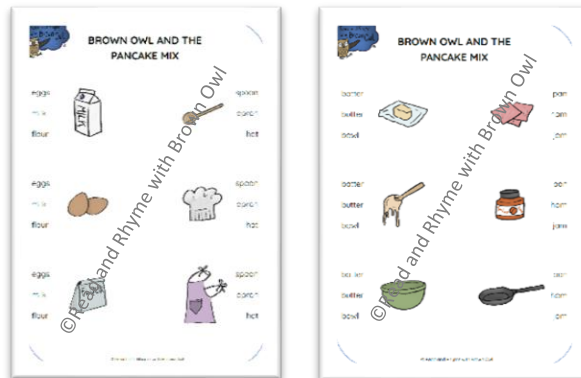 BROWN OWL AND THE
PANCAKE MIX
eggs
milk
flour
MILK
spoon
apron
hat
eggs
milk
flour
spoon
apron
hat
eggs
milk
flour
spoon
apron
hat
©Read and Rhyme with Brown Owl
BROWN OWL AND THE
PANCAKE MIX
batter
butter
bowl
pan
ham
jam
batter
butter
bowl
pan
ham
jam
batter
butter
bowl
pan
ham
jam
©Read and Rhyme with Brown Owl